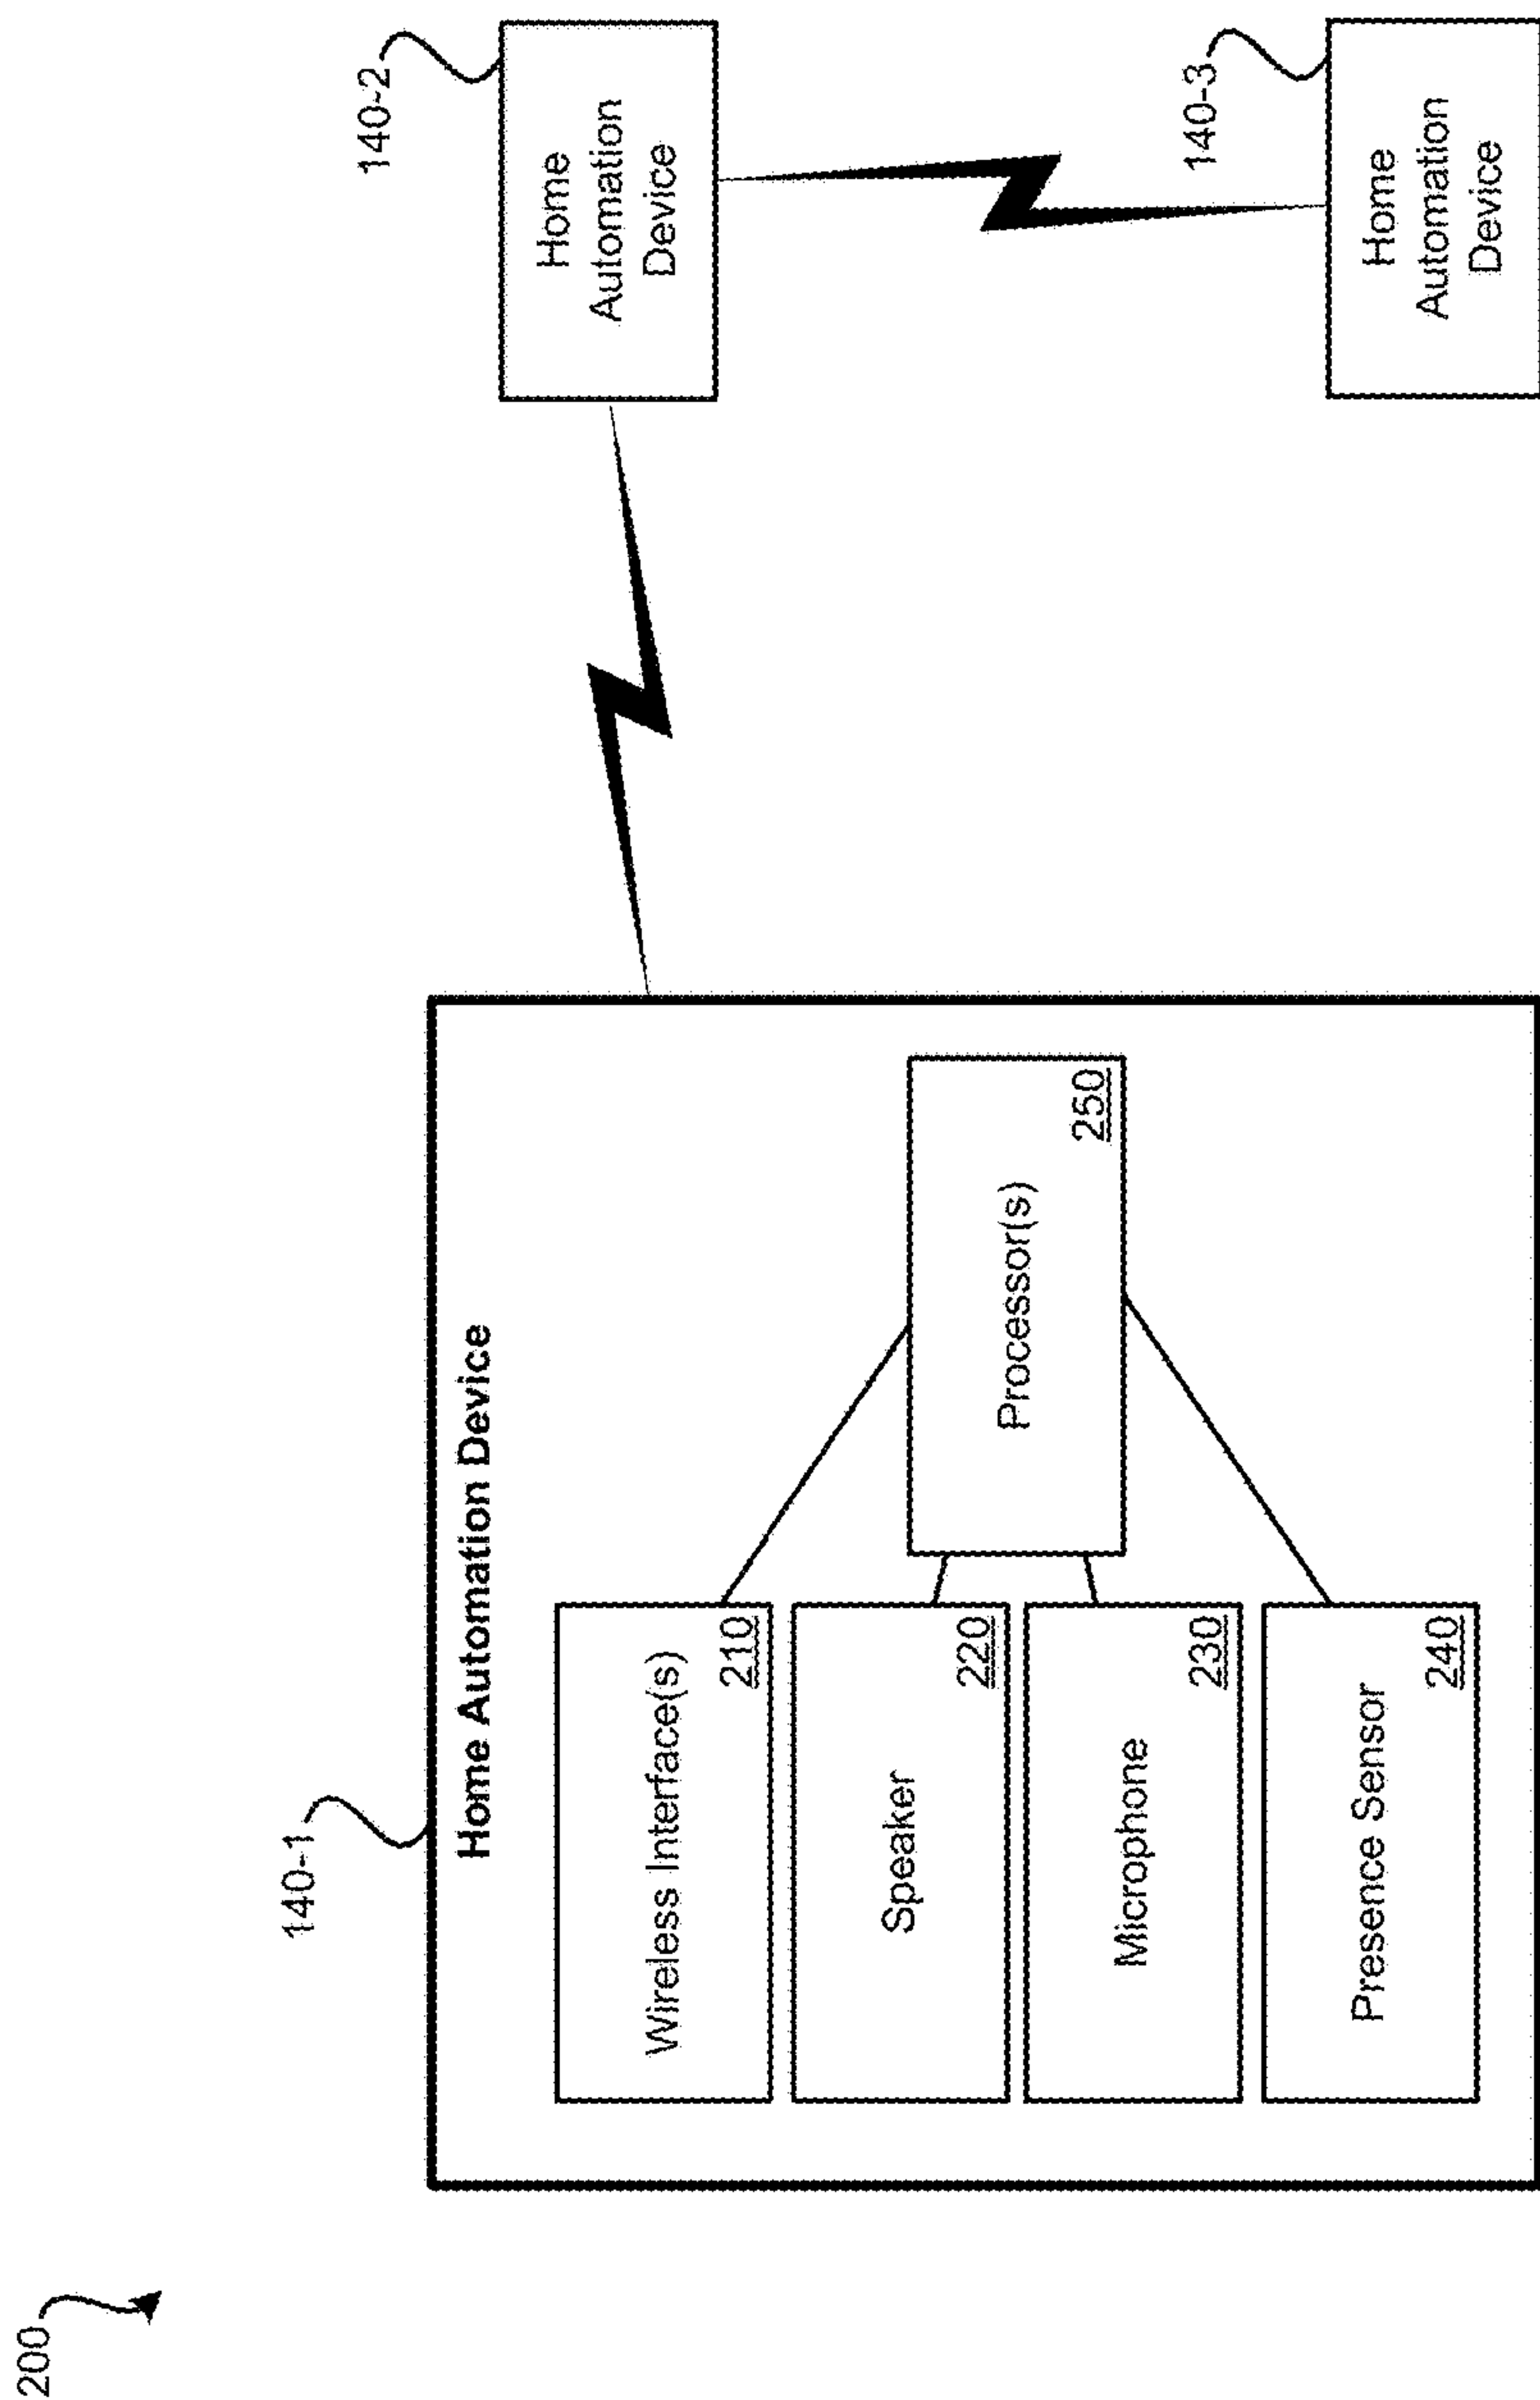 200
140-1
Home Automation Device
Wireless Interface(s)
210
Speaker
220
Microphone
230
Presence Sensor
240
Processor(s)
250
140-2
Home
Automation
Device
140-3
Home
Automation
Device